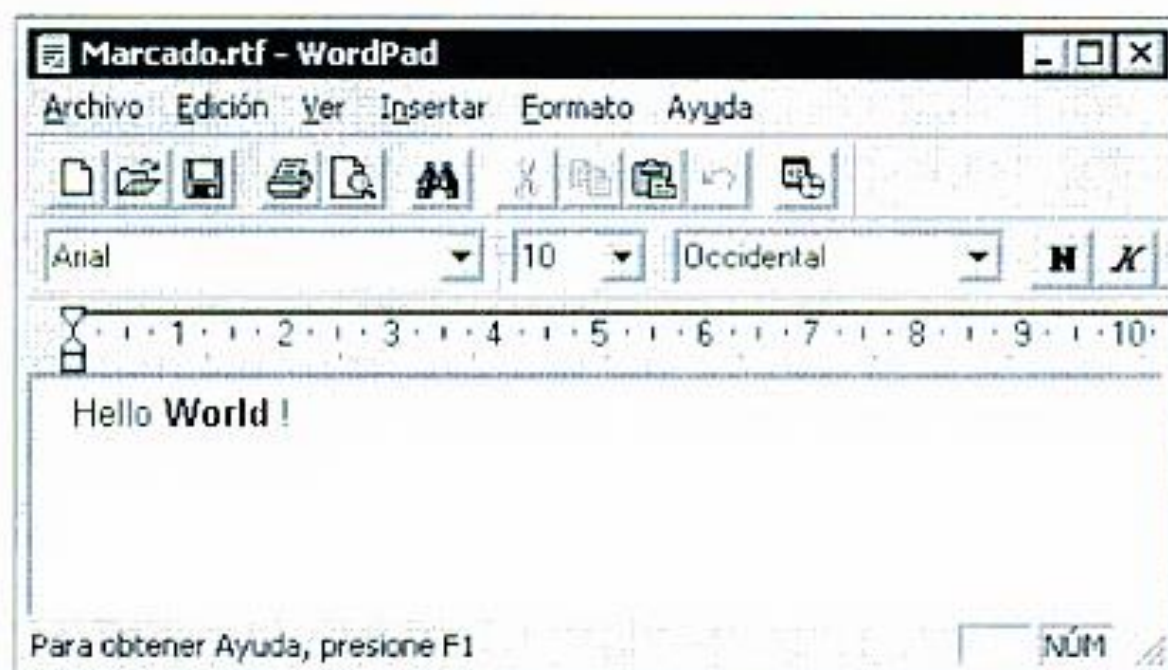 Marcado.rtf - WordPad
Archivo Edición Ver Insertar Formato Ayuda
Arial 10 Occidental N K
1 2 3 4 5 6 7 8 9 10
Hello World !
Para obtener Ayuda, presione F1 NÚM